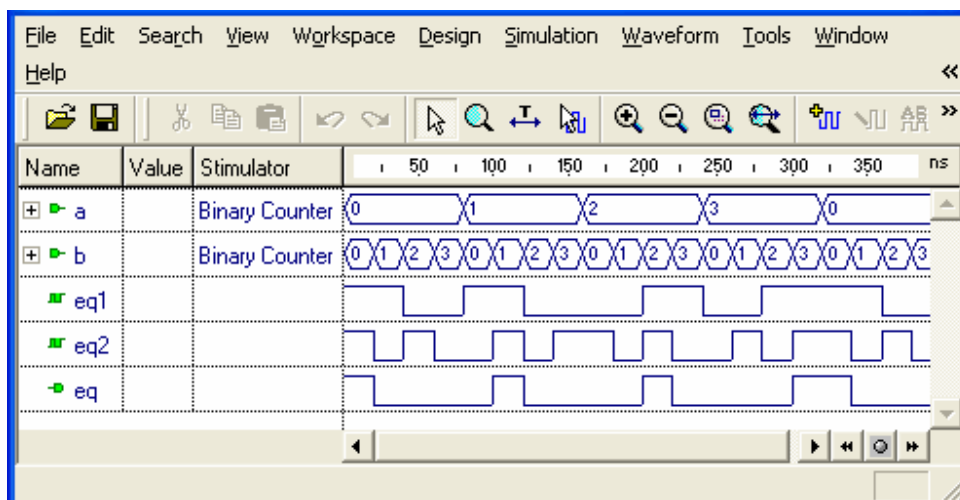 File Edit Search View Workspace Design Simulation Waveform Tools Window
Help
Name Value Stimulator 50 100 150 200 250 300 350 ns
a Binary Counter 0 1 2 3 0
b Binary Counter 0 1 2 3 0 1 2 3 0 1 2 3 0 1 2 3 0 1 2 3
eq1
eq2
eq